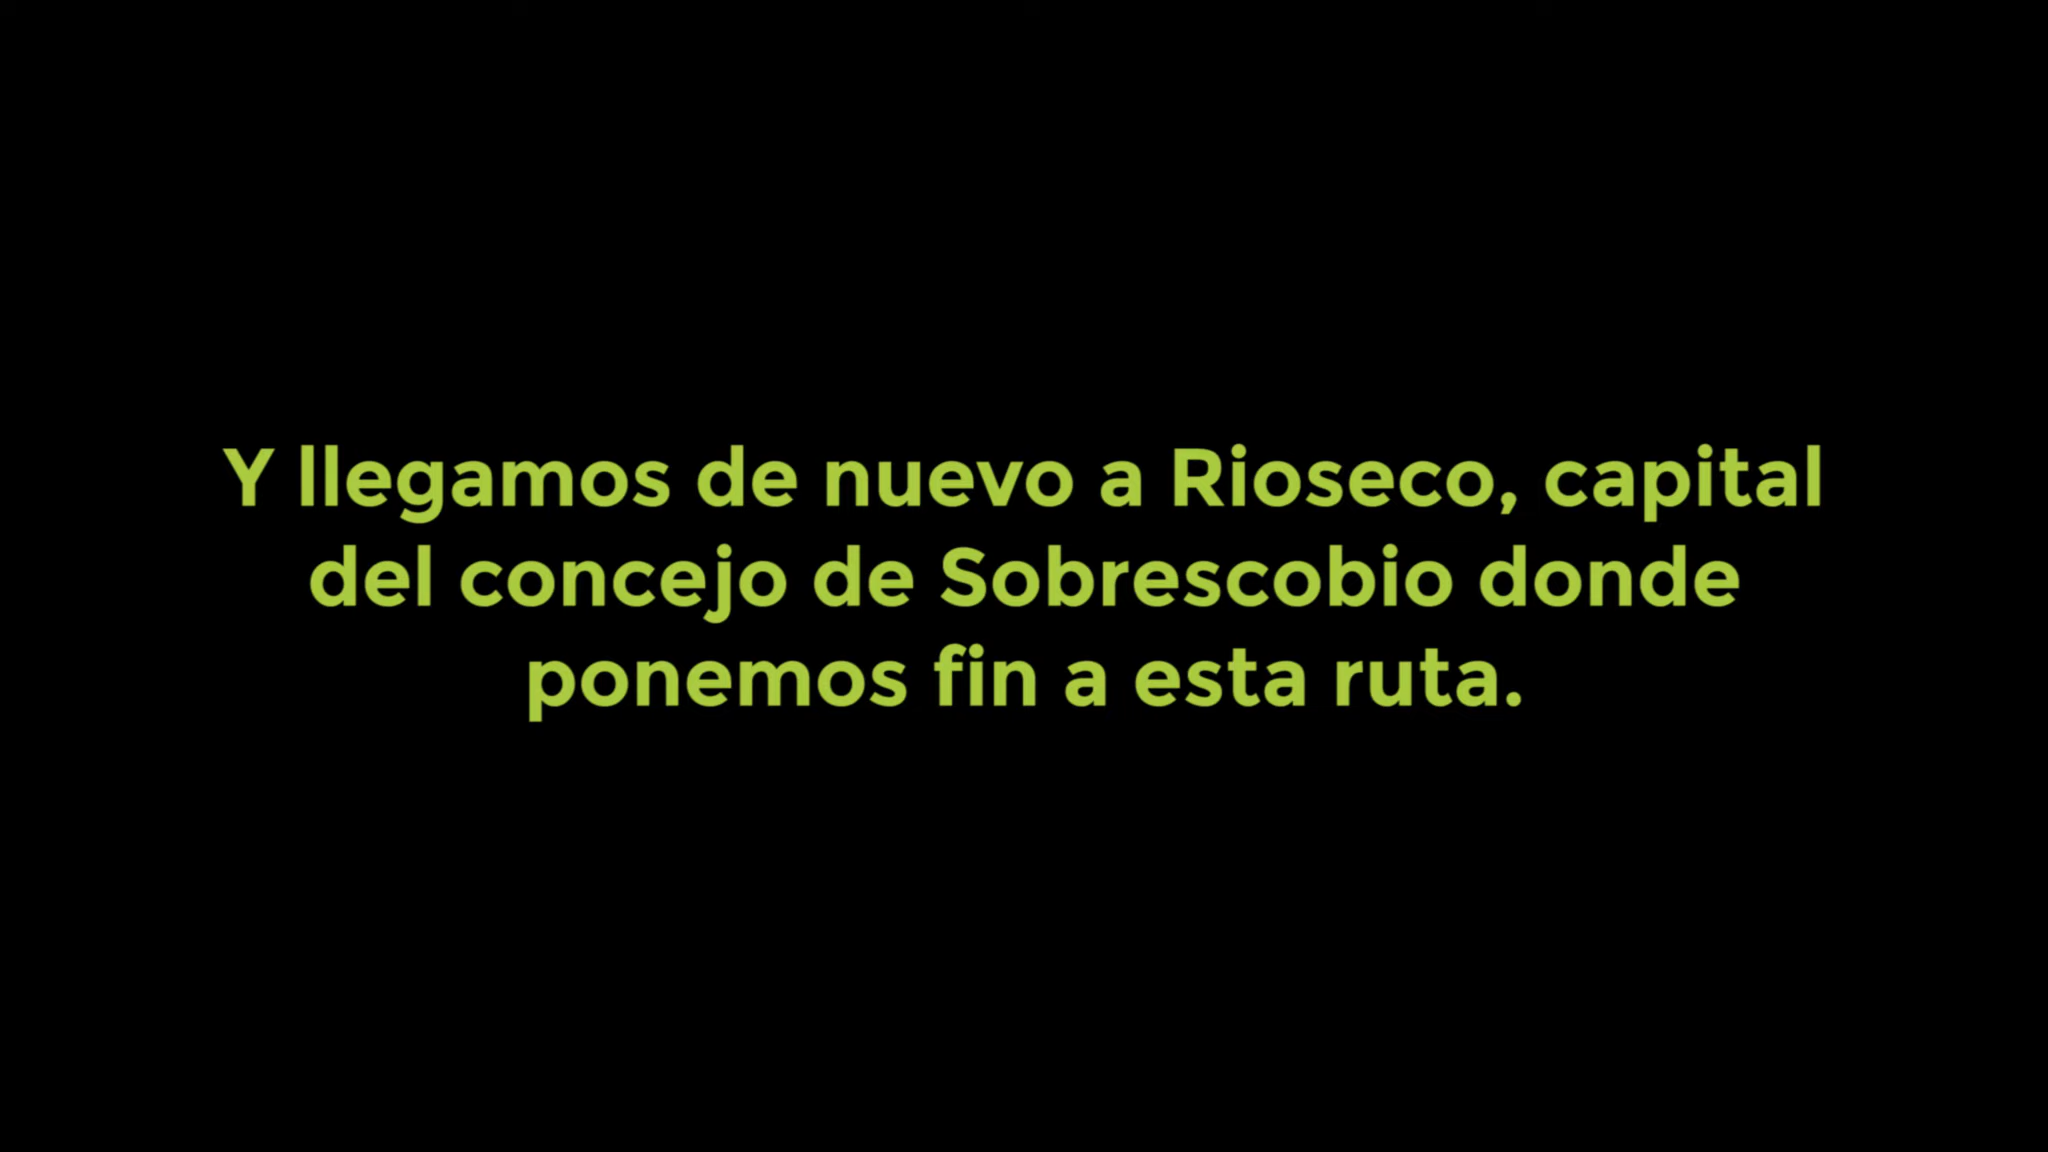 Y llegamos de nuevo a Rioseco, capital
del concejo de Sobrescobio donde
ponemos fin a esta ruta.